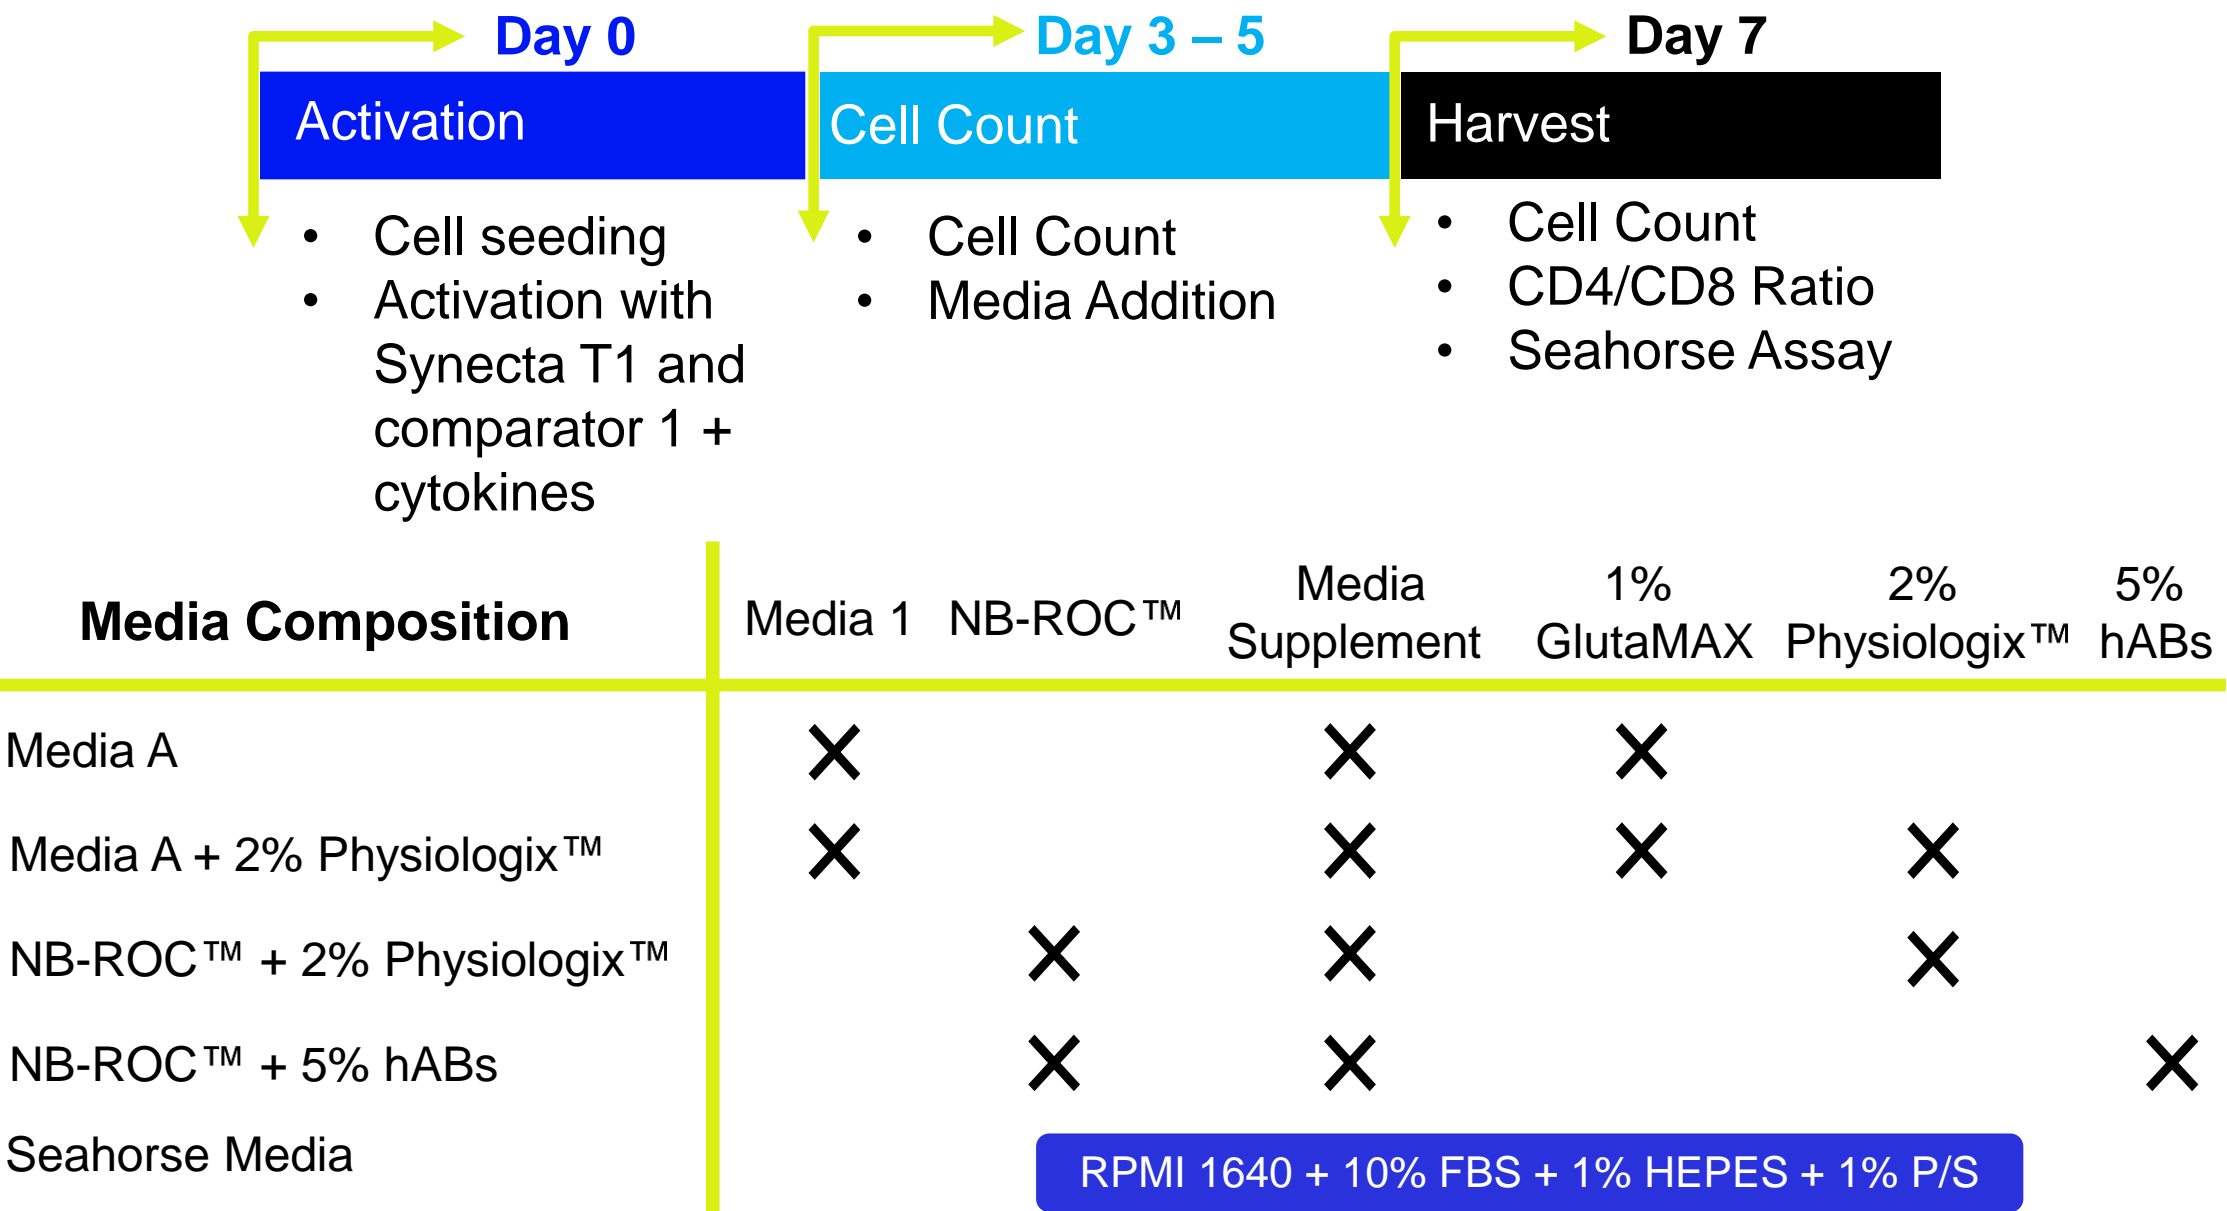 Day 0
Day 3 – 5
Day 7
Activation
Cell Count
Harvest
• Cell seeding
• Activation with
Synecta T1 and
comparator 1 +
cytokines
• Cell Count
• Media Addition
• Cell Count
• CD4/CD8 Ratio
• Seahorse Assay
Media Composition
Media 1
NB-ROC™
Media
Supplement
1%
GlutaMAX
2%
Physiologix™
5%
hABs
Media A
Media A + 2% Physiologix™
NB-ROC™ + 2% Physiologix™
NB-ROC™ + 5% hABs
Seahorse Media
RPMI 1640 + 10% FBS + 1% HEPES + 1% P/S